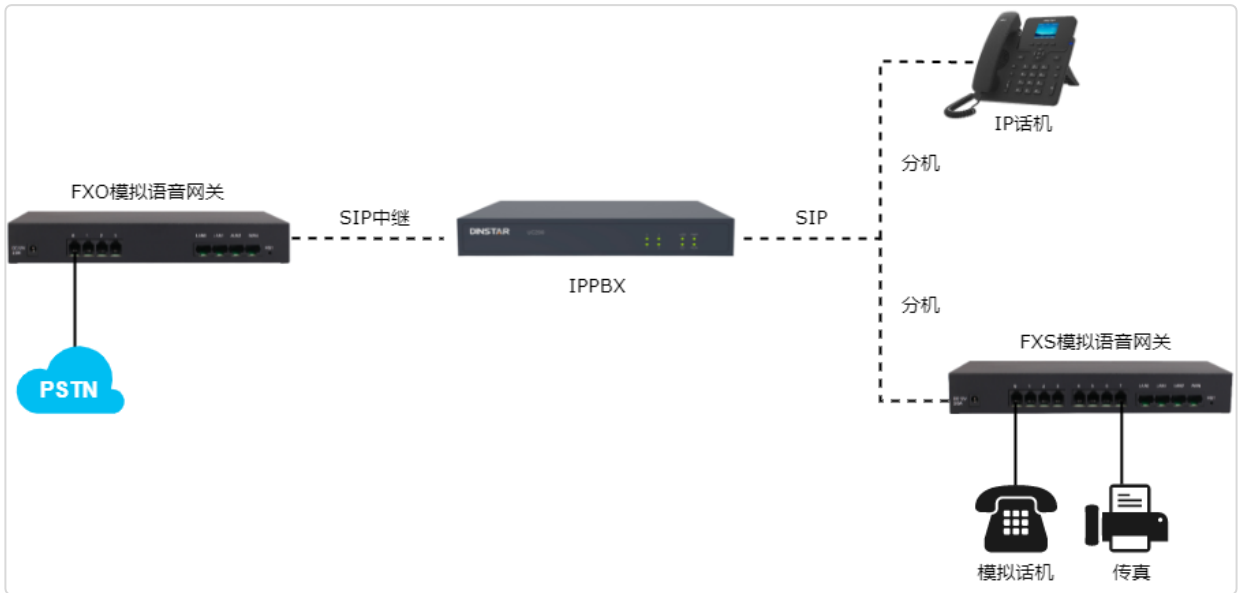 IP话机
分机
FXO模拟语音网关
SIP中继
SIP
DINSTAR
IPPBX
分机
FXS模拟语音网关
PSTN
模拟话机
传真